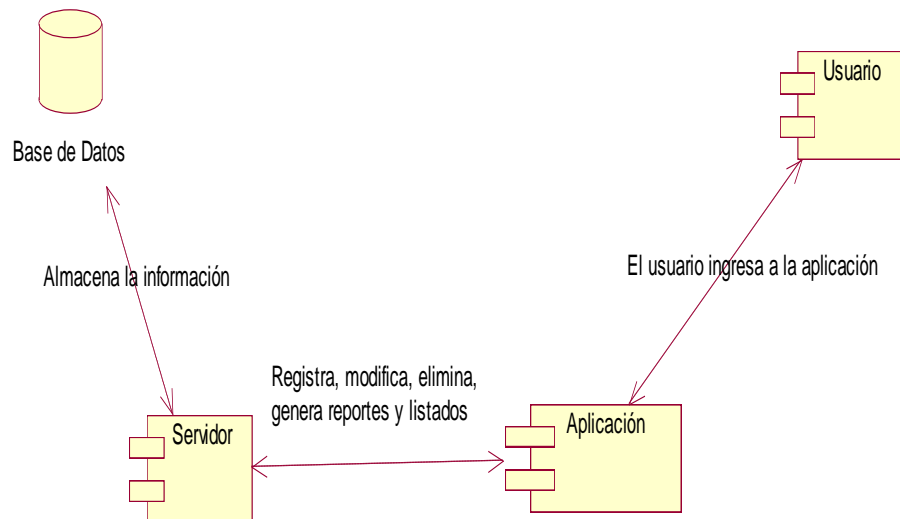 Usuario
Base de Datos
El usuario ingresa a la aplicación
Almacena la información
Registra, modifica, elimina,
genera reportes y listados
Aplicación
Servidor